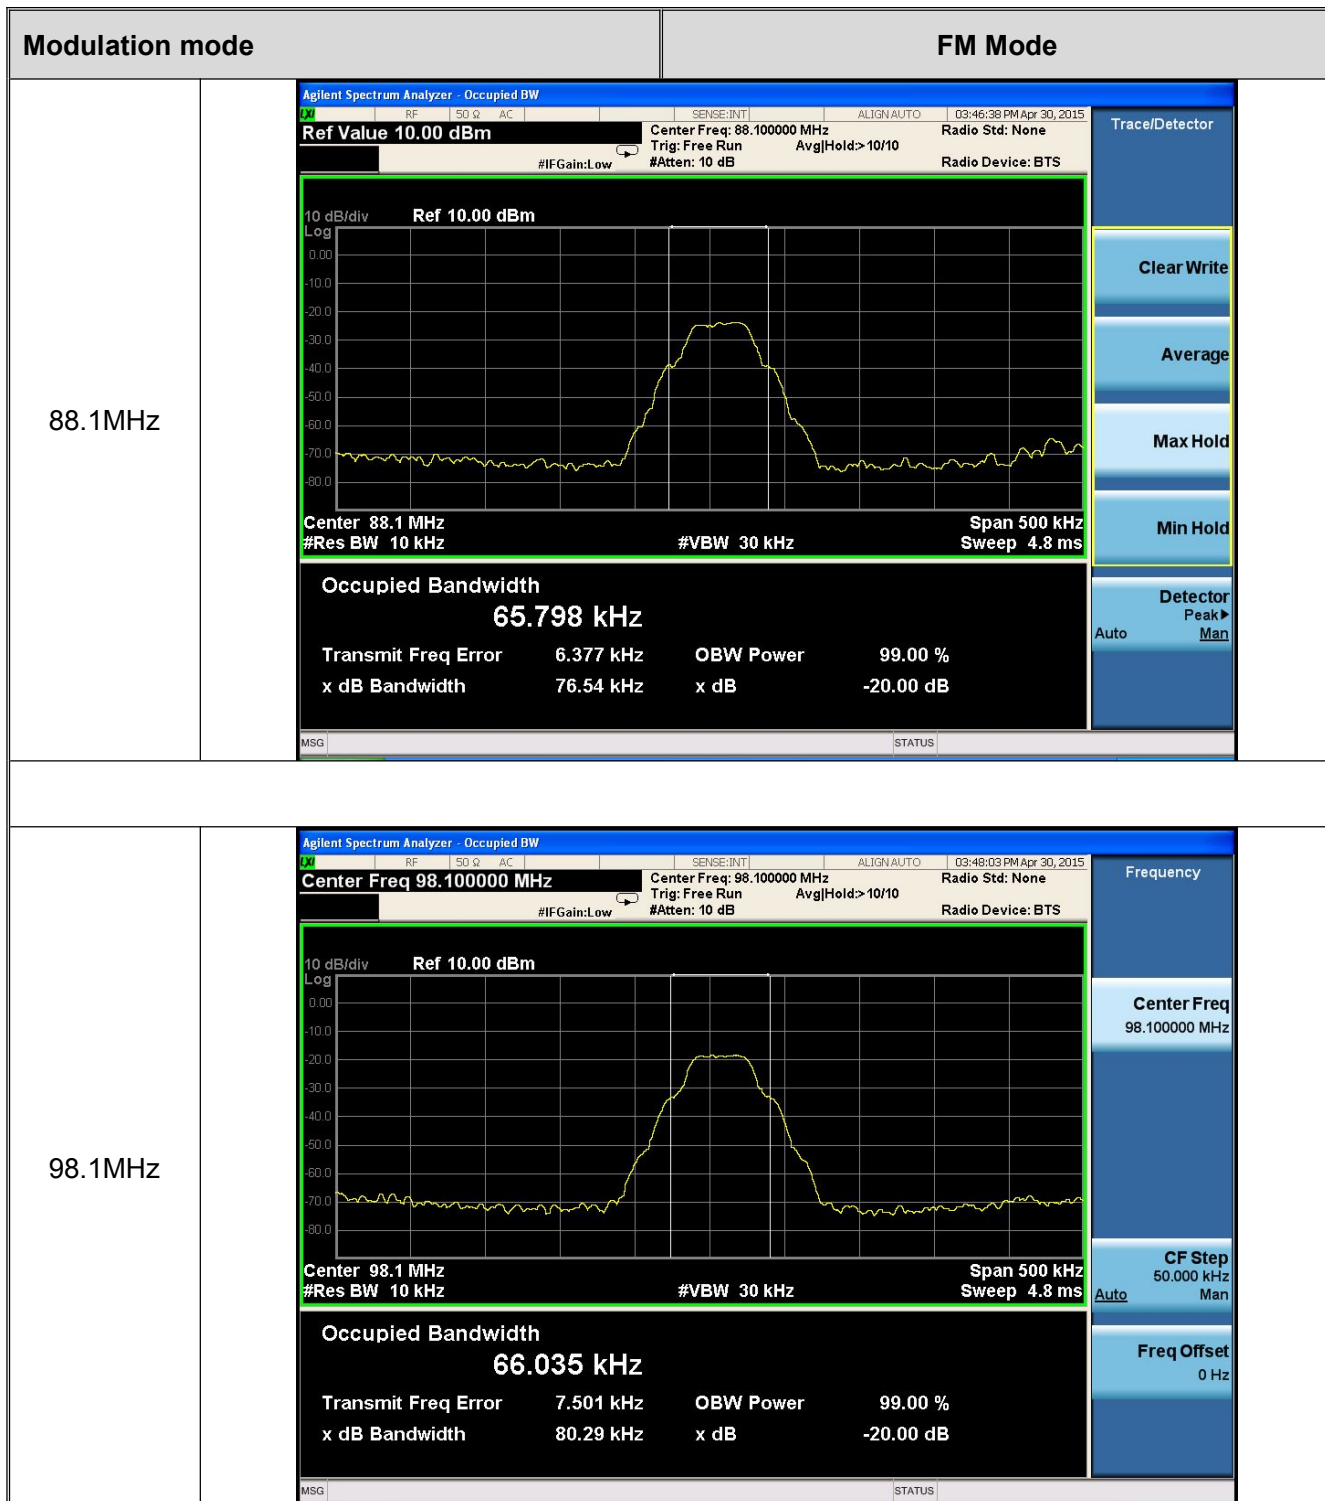 Modulation mode FM Mode
88.1MHz
Agilent Spectrum Analyzer - Occupied BW
LXI RF 50 Ω AC SENSE:INT ALIGN AUTO 03:46:38 PM Apr 30, 2015
Ref Value 10.00 dBm Center Freq: 88.100000 MHz Radio Std: None
Trig: Free Run Avg|Hold:>10/10
#IFGain:Low #Atten: 10 dB Radio Device: BTS
10 dB/div Ref 10.00 dBm
Log
0.00
-10.0
-20.0
-30.0
-40.0
-50.0
-60.0
-70.0
-80.0
Center 88.1 MHz Span 500 kHz
#Res BW 10 kHz #VBW 30 kHz Sweep 4.8 ms
Occupied Bandwidth
65.798 kHz
Transmit Freq Error 6.377 kHz OBW Power 99.00 %
x dB Bandwidth 76.54 kHz x dB -20.00 dB
MSG STATUS
Trace/Detector
Clear Write
Average
Max Hold
Min Hold
Detector
Peak▶
Auto Man
98.1MHz
Agilent Spectrum Analyzer - Occupied BW
LXI RF 50 Ω AC SENSE:INT ALIGN AUTO 03:48:03 PM Apr 30, 2015
Center Freq 98.100000 MHz Center Freq: 98.100000 MHz Radio Std: None
Trig: Free Run Avg|Hold:>10/10
#IFGain:Low #Atten: 10 dB Radio Device: BTS
10 dB/div Ref 10.00 dBm
Log
0.00
-10.0
-20.0
-30.0
-40.0
-50.0
-60.0
-70.0
-80.0
Center 98.1 MHz Span 500 kHz
#Res BW 10 kHz #VBW 30 kHz Sweep 4.8 ms
Occupied Bandwidth
66.035 kHz
Transmit Freq Error 7.501 kHz OBW Power 99.00 %
x dB Bandwidth 80.29 kHz x dB -20.00 dB
MSG STATUS
Frequency
Center Freq
98.100000 MHz
CF Step
50.000 kHz
Auto Man
Freq Offset
0 Hz